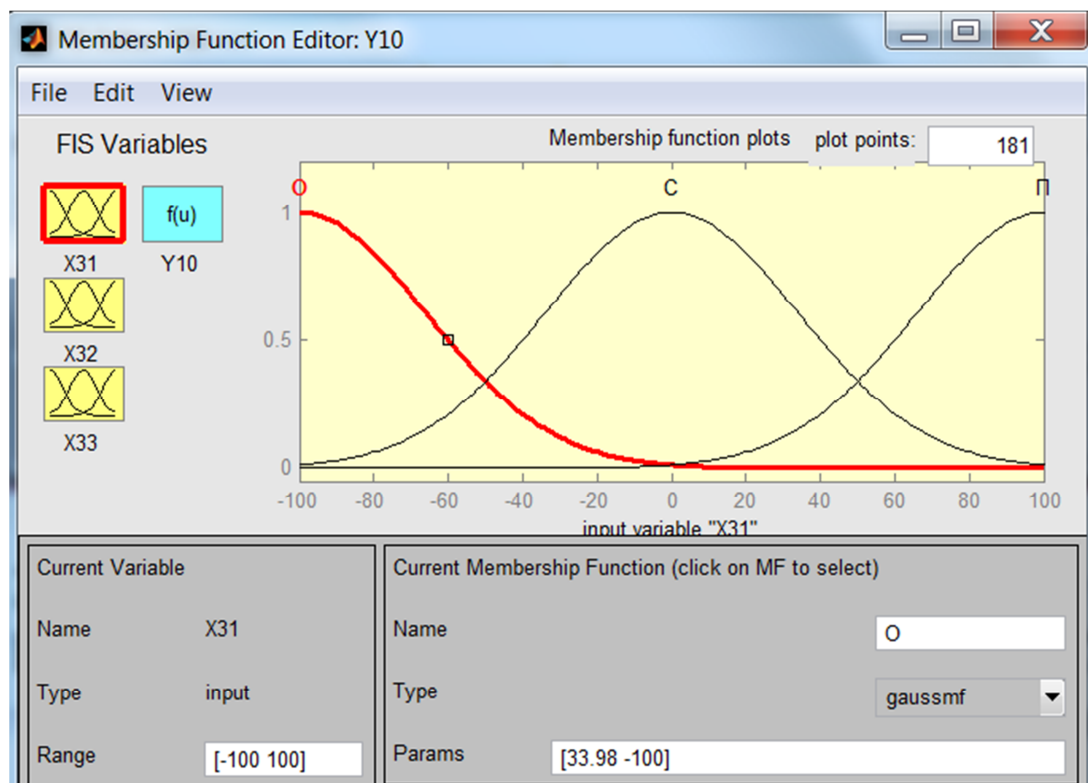 Membership Function Editor: Y10
File Edit View
FIS Variables
Membership function plots plot points: 181
f(u)
X31 Y10
X32
X33
О С П
1
0.5
0
-100 -80 -60 -40 -20 0 20 40 60 80 100
input variable "X31"
Current Variable
Name X31
Type input
Range [-100 100]
Current Membership Function (click on MF to select)
Name О
Type gaussmf
Params [33.98 -100]